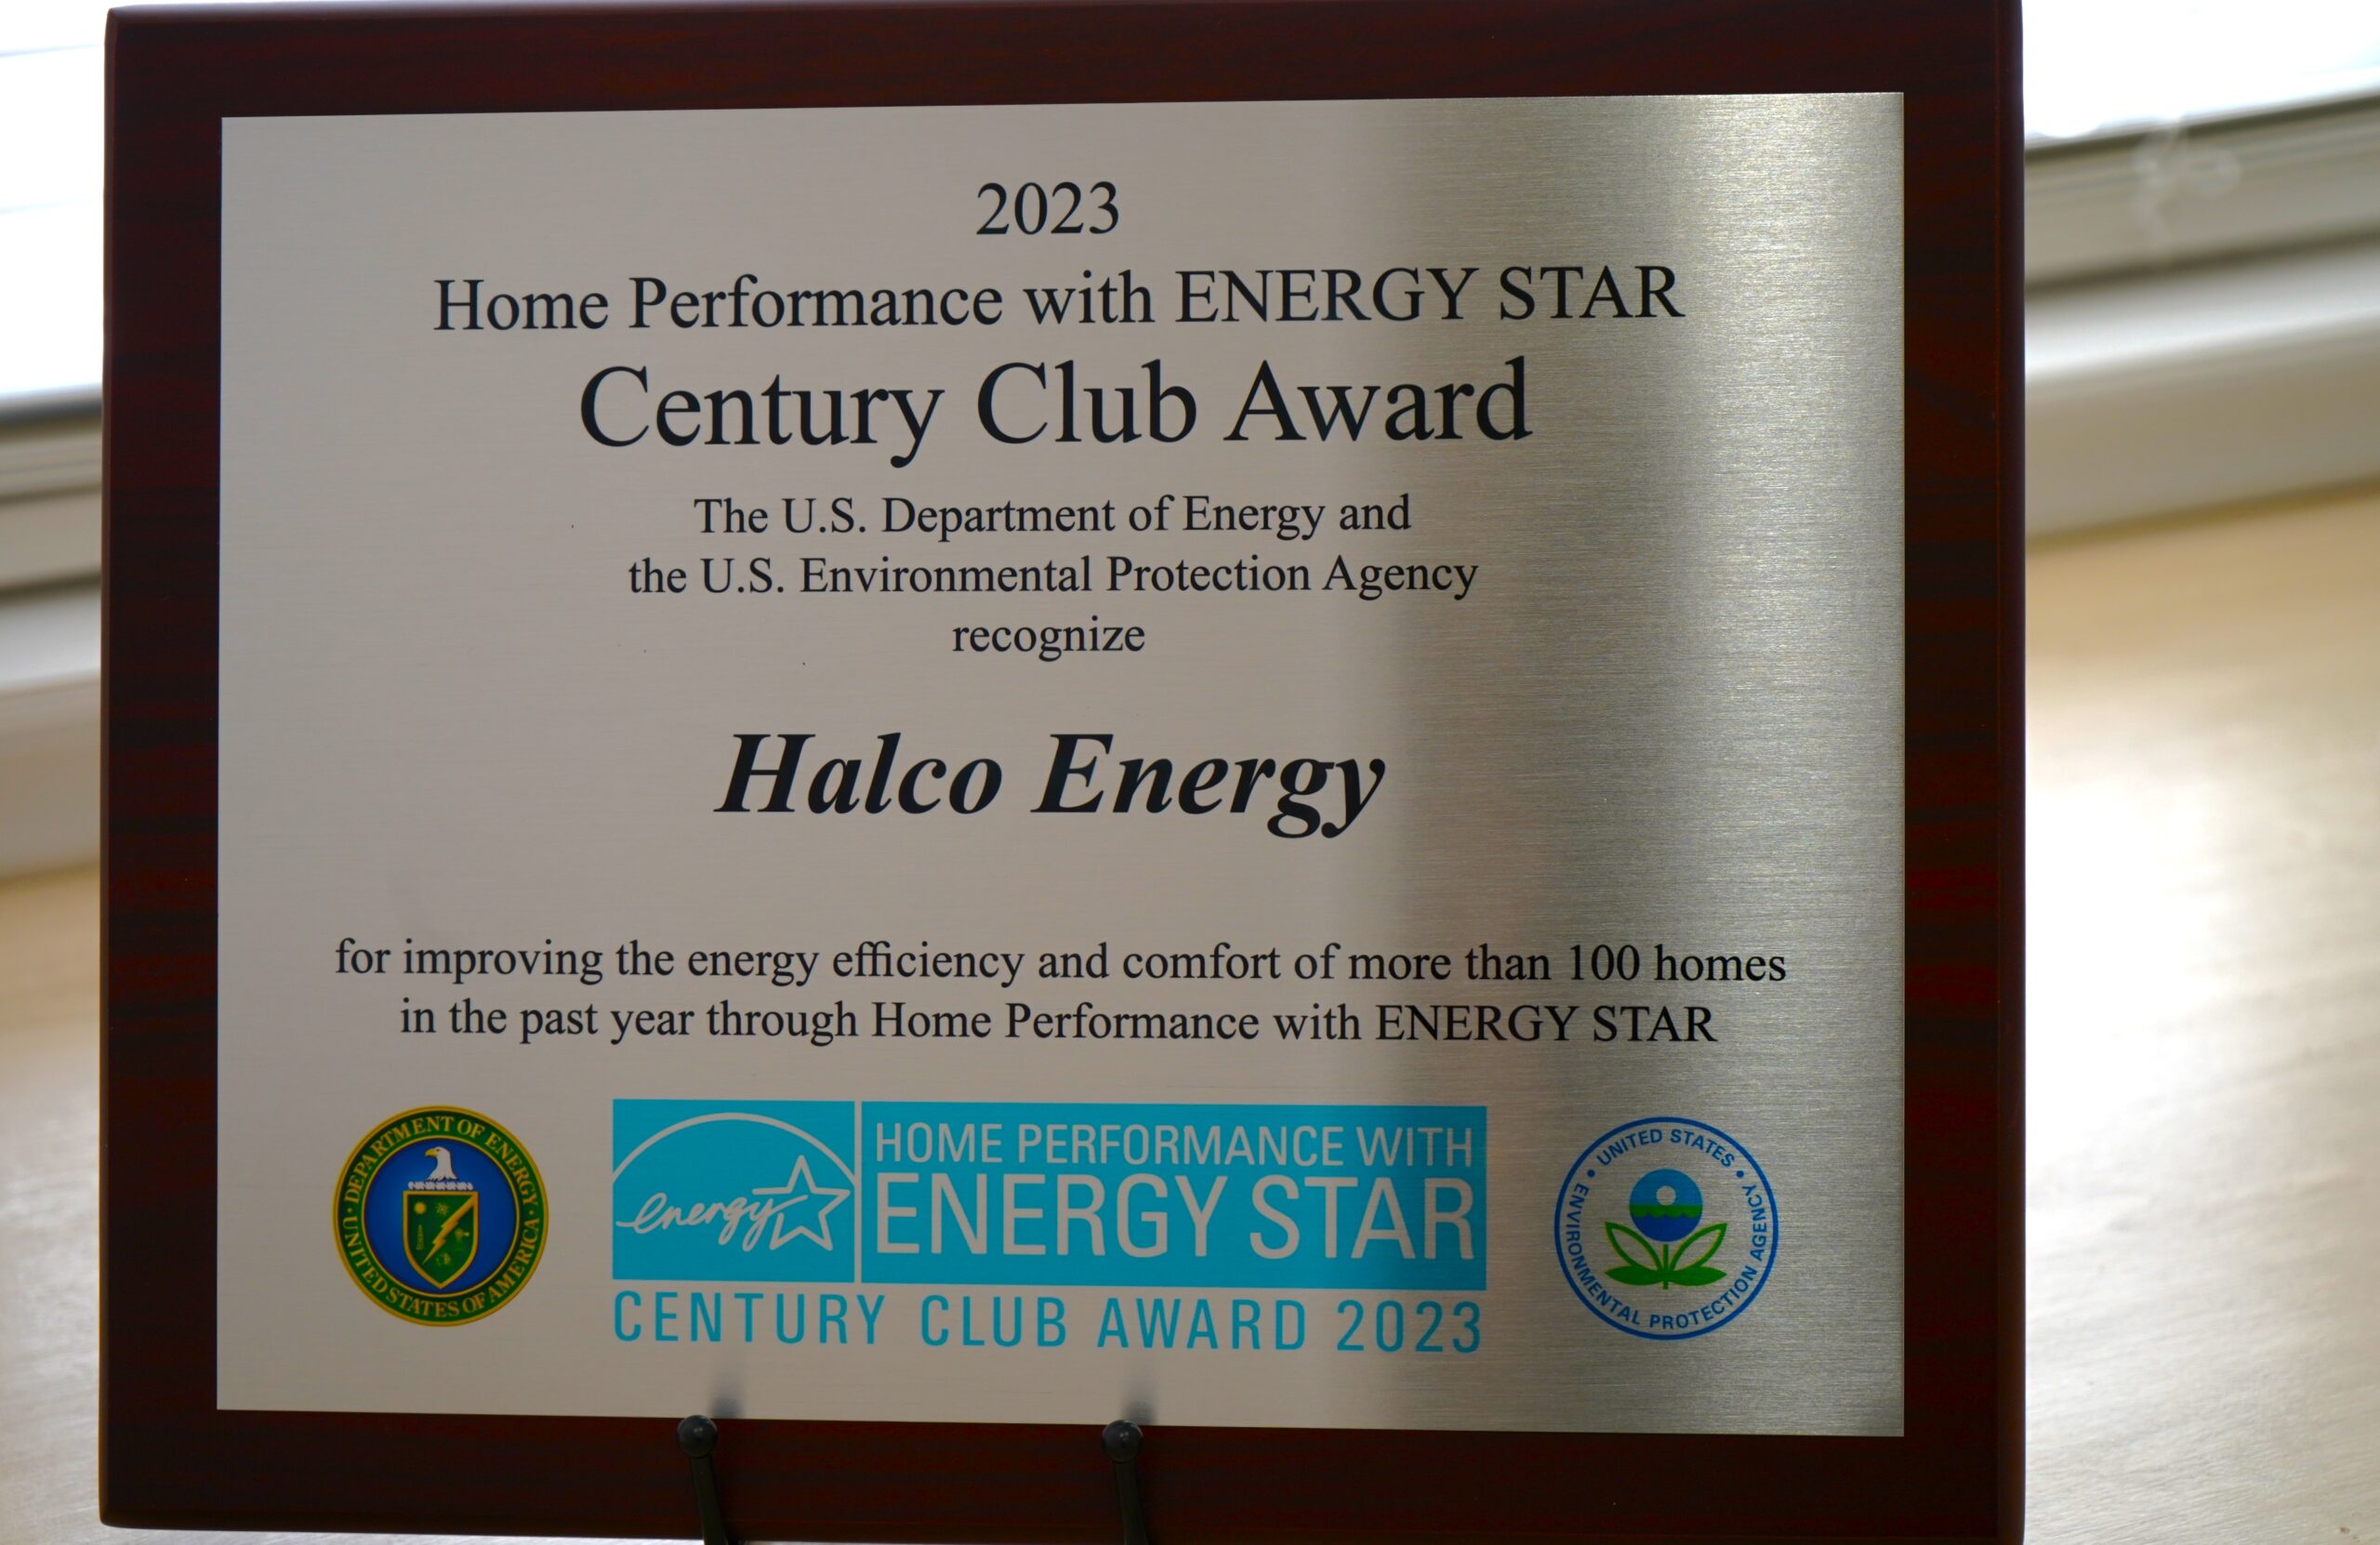 2023
Home Performance with ENERGY STAR
Century Club Award
The U.S. Department of Energy and
the U.S. Environmental Protection Agency
recognize
Halco Energy
for improving the energy efficiency and comfort of more than 100 homes
in the past year through Home Performance with ENERGY STAR
DEPARTMENT OF ENERGY
UNITED STATES OF AMERICA
energy
HOME PERFORMANCE WITH
ENERGY STAR
CENTURY CLUB AWARD 2023
UNITED STATES
ENVIRONMENTAL PROTECTION AGENCY